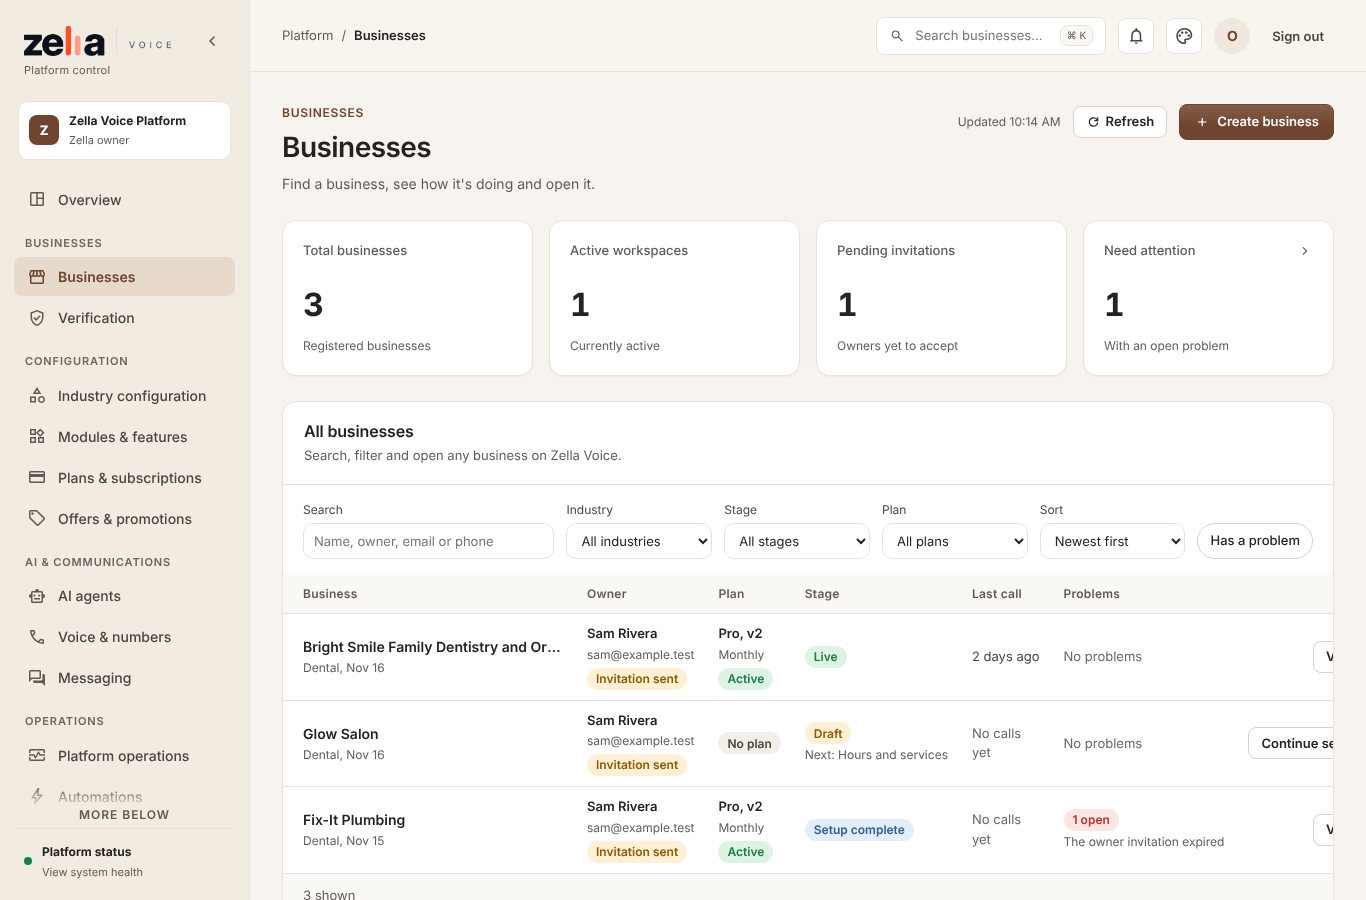 zella VOICE
Platform control
Z
Zella Voice Platform
Zella owner
Overview
BUSINESSES
Businesses
Verification
CONFIGURATION
Industry configuration
Modules & features
Plans & subscriptions
Offers & promotions
AI & COMMUNICATIONS
AI agents
Voice & numbers
Messaging
OPERATIONS
Platform operations
Automations
MORE BELOW
Platform status
View system health
Platform / Businesses
Search businesses... ⌘ K
O
Sign out
BUSINESSES
Businesses
Find a business, see how it's doing and open it.
Updated 10:14 AM
Refresh
+ Create business
Total businesses
3
Registered businesses
Active workspaces
1
Currently active
Pending invitations
1
Owners yet to accept
Need attention
1
With an open problem
All businesses
Search, filter and open any business on Zella Voice.
Search Industry Stage Plan Sort
Name, owner, email or phone All industries All stages All plans Newest first Has a problem
Business Owner Plan Stage Last call Problems
Bright Smile Family Dentistry and Or...
Dental, Nov 16
Sam Rivera
sam@example.test
Invitation sent
Pro, v2
Monthly
Active
Live
2 days ago
No problems
V
Glow Salon
Dental, Nov 16
Sam Rivera
sam@example.test
Invitation sent
No plan
Draft
Next: Hours and services
No calls
yet
No problems
Continue se
Fix-It Plumbing
Dental, Nov 15
Sam Rivera
sam@example.test
Invitation sent
Pro, v2
Monthly
Active
Setup complete
No calls
yet
1 open
The owner invitation expired
V
3 shown